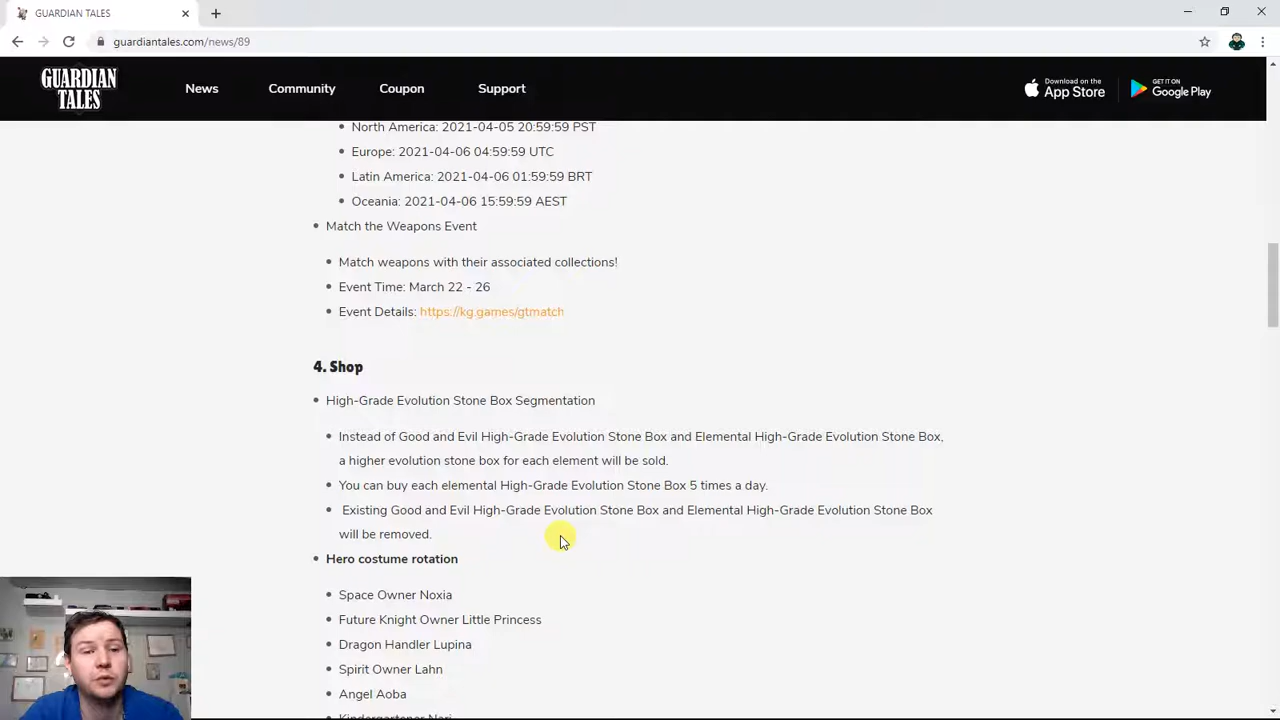 GUARDIAN TALES
guardiantales.com/news/89
GUARDIAN
TALES
News
Community
Coupon
Support
Download on the
App Store
GET IT ON
Google Play
North America: 2021-04-05 20:59:59 PST
Europe: 2021-04-06 04:59:59 UTC
Latin America: 2021-04-06 01:59:59 BRT
Oceania: 2021-04-06 15:59:59 AEST
Match the Weapons Event
Match weapons with their associated collections!
Event Time: March 22 - 26
Event Details: https://kg.games/gtmatch
4. Shop
High-Grade Evolution Stone Box Segmentation
Instead of Good and Evil High-Grade Evolution Stone Box and Elemental High-Grade Evolution Stone Box,
a higher evolution stone box for each element will be sold.
You can buy each elemental High-Grade Evolution Stone Box 5 times a day.
Existing Good and Evil High-Grade Evolution Stone Box and Elemental High-Grade Evolution Stone Box
will be removed.
Hero costume rotation
Space Owner Noxia
Future Knight Owner Little Princess
Dragon Handler Lupina
Spirit Owner Lahn
Angel Aoba
Kindergartener Nari